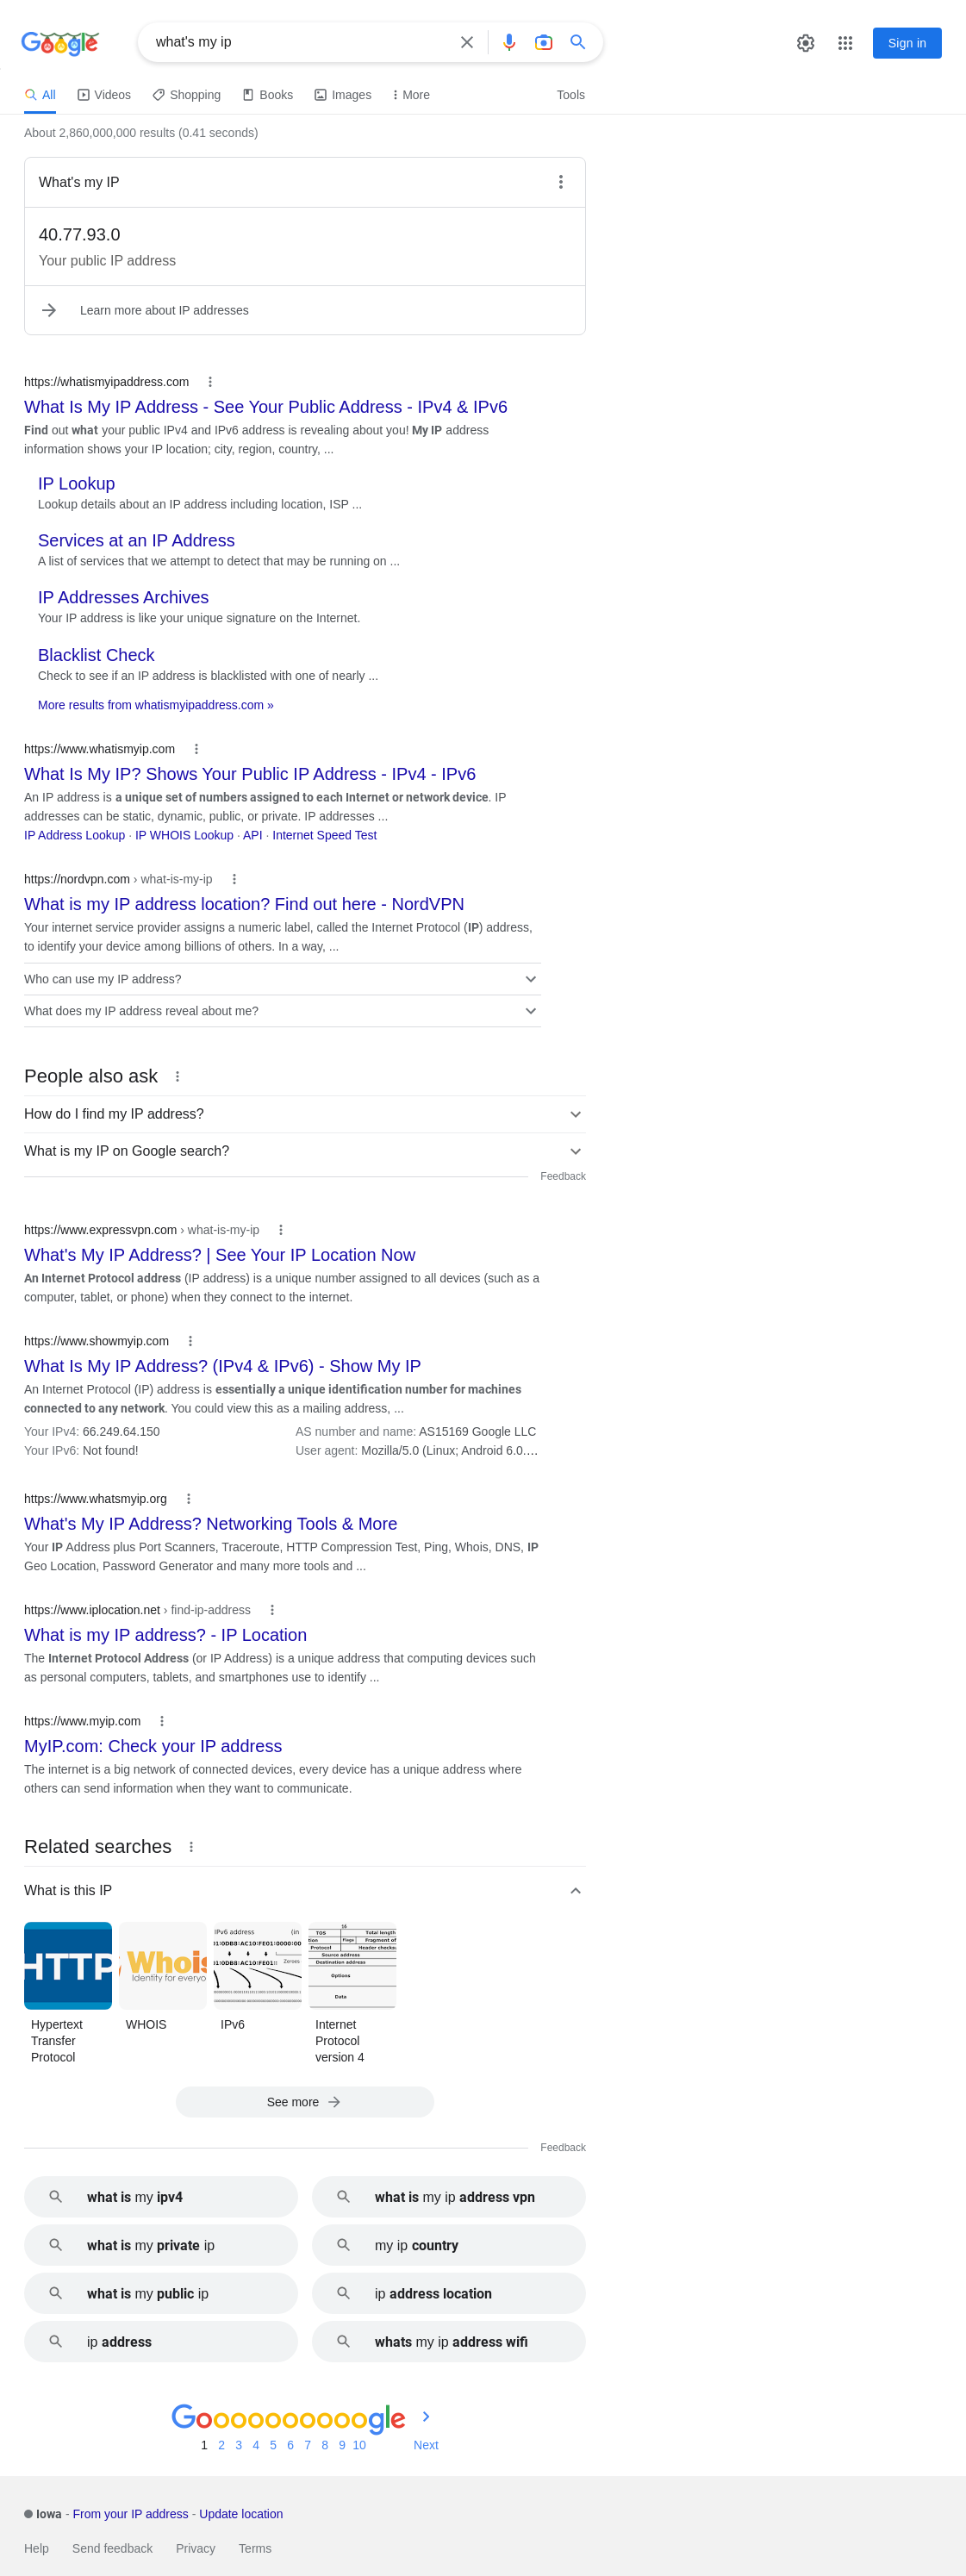 Google
what's my ip
Sign in
All
Videos
Shopping
Books
Images
More
Tools
About 2,860,000,000 results (0.41 seconds)
What's my IP
40.77.93.0
Your public IP address
Learn more about IP addresses
https://whatismyipaddress.com
What Is My IP Address - See Your Public Address - IPv4 & IPv6
Find out what your public IPv4 and IPv6 address is revealing about you! My IP address
information shows your IP location; city, region, country, ...
IP Lookup
Lookup details about an IP address including location, ISP ...
Services at an IP Address
A list of services that we attempt to detect that may be running on ...
IP Addresses Archives
Your IP address is like your unique signature on the Internet.
Blacklist Check
Check to see if an IP address is blacklisted with one of nearly ...
More results from whatismyipaddress.com »
https://www.whatismyip.com
What Is My IP? Shows Your Public IP Address - IPv4 - IPv6
An IP address is a unique set of numbers assigned to each Internet or network device. IP
addresses can be static, dynamic, public, or private. IP addresses ...
IP Address Lookup · IP WHOIS Lookup · API · Internet Speed Test
https://nordvpn.com › what-is-my-ip
What is my IP address location? Find out here - NordVPN
Your internet service provider assigns a numeric label, called the Internet Protocol (IP) address,
to identify your device among billions of others. In a way, ...
Who can use my IP address?
What does my IP address reveal about me?
People also ask
How do I find my IP address?
What is my IP on Google search?
Feedback
https://www.expressvpn.com › what-is-my-ip
What's My IP Address? | See Your IP Location Now
An Internet Protocol address (IP address) is a unique number assigned to all devices (such as a
computer, tablet, or phone) when they connect to the internet.
https://www.showmyip.com
What Is My IP Address? (IPv4 & IPv6) - Show My IP
An Internet Protocol (IP) address is essentially a unique identification number for machines
connected to any network. You could view this as a mailing address, ...
Your IPv4: 66.249.64.150
AS number and name: AS15169 Google LLC
Your IPv6: Not found!
User agent: Mozilla/5.0 (Linux; Android 6.0....
https://www.whatsmyip.org
What's My IP Address? Networking Tools & More
Your IP Address plus Port Scanners, Traceroute, HTTP Compression Test, Ping, Whois, DNS, IP
Geo Location, Password Generator and many more tools and ...
https://www.iplocation.net › find-ip-address
What is my IP address? - IP Location
The Internet Protocol Address (or IP Address) is a unique address that computing devices such
as personal computers, tablets, and smartphones use to identify ...
https://www.myip.com
MyIP.com: Check your IP address
The internet is a big network of connected devices, every device has a unique address where
others can send information when they want to communicate.
Related searches
What is this IP
HTTP
Whois
Identity for everyo
IPv6 address (in
Zeroes
16
TOS Total length
Flags Fragment of
Protocol Header checks
Source address
Destination address
Options
Data
Hypertext
Transfer
Protocol
WHOIS
IPv6
Internet
Protocol
version 4
See more
Feedback
what is my ipv4
what is my ip address vpn
what is my private ip
my ip country
what is my public ip
ip address location
ip address
whats my ip address wifi
Goooooooooogle
1 2 3 4 5 6 7 8 9 10 Next
Iowa - From your IP address - Update location
Help
Send feedback
Privacy
Terms